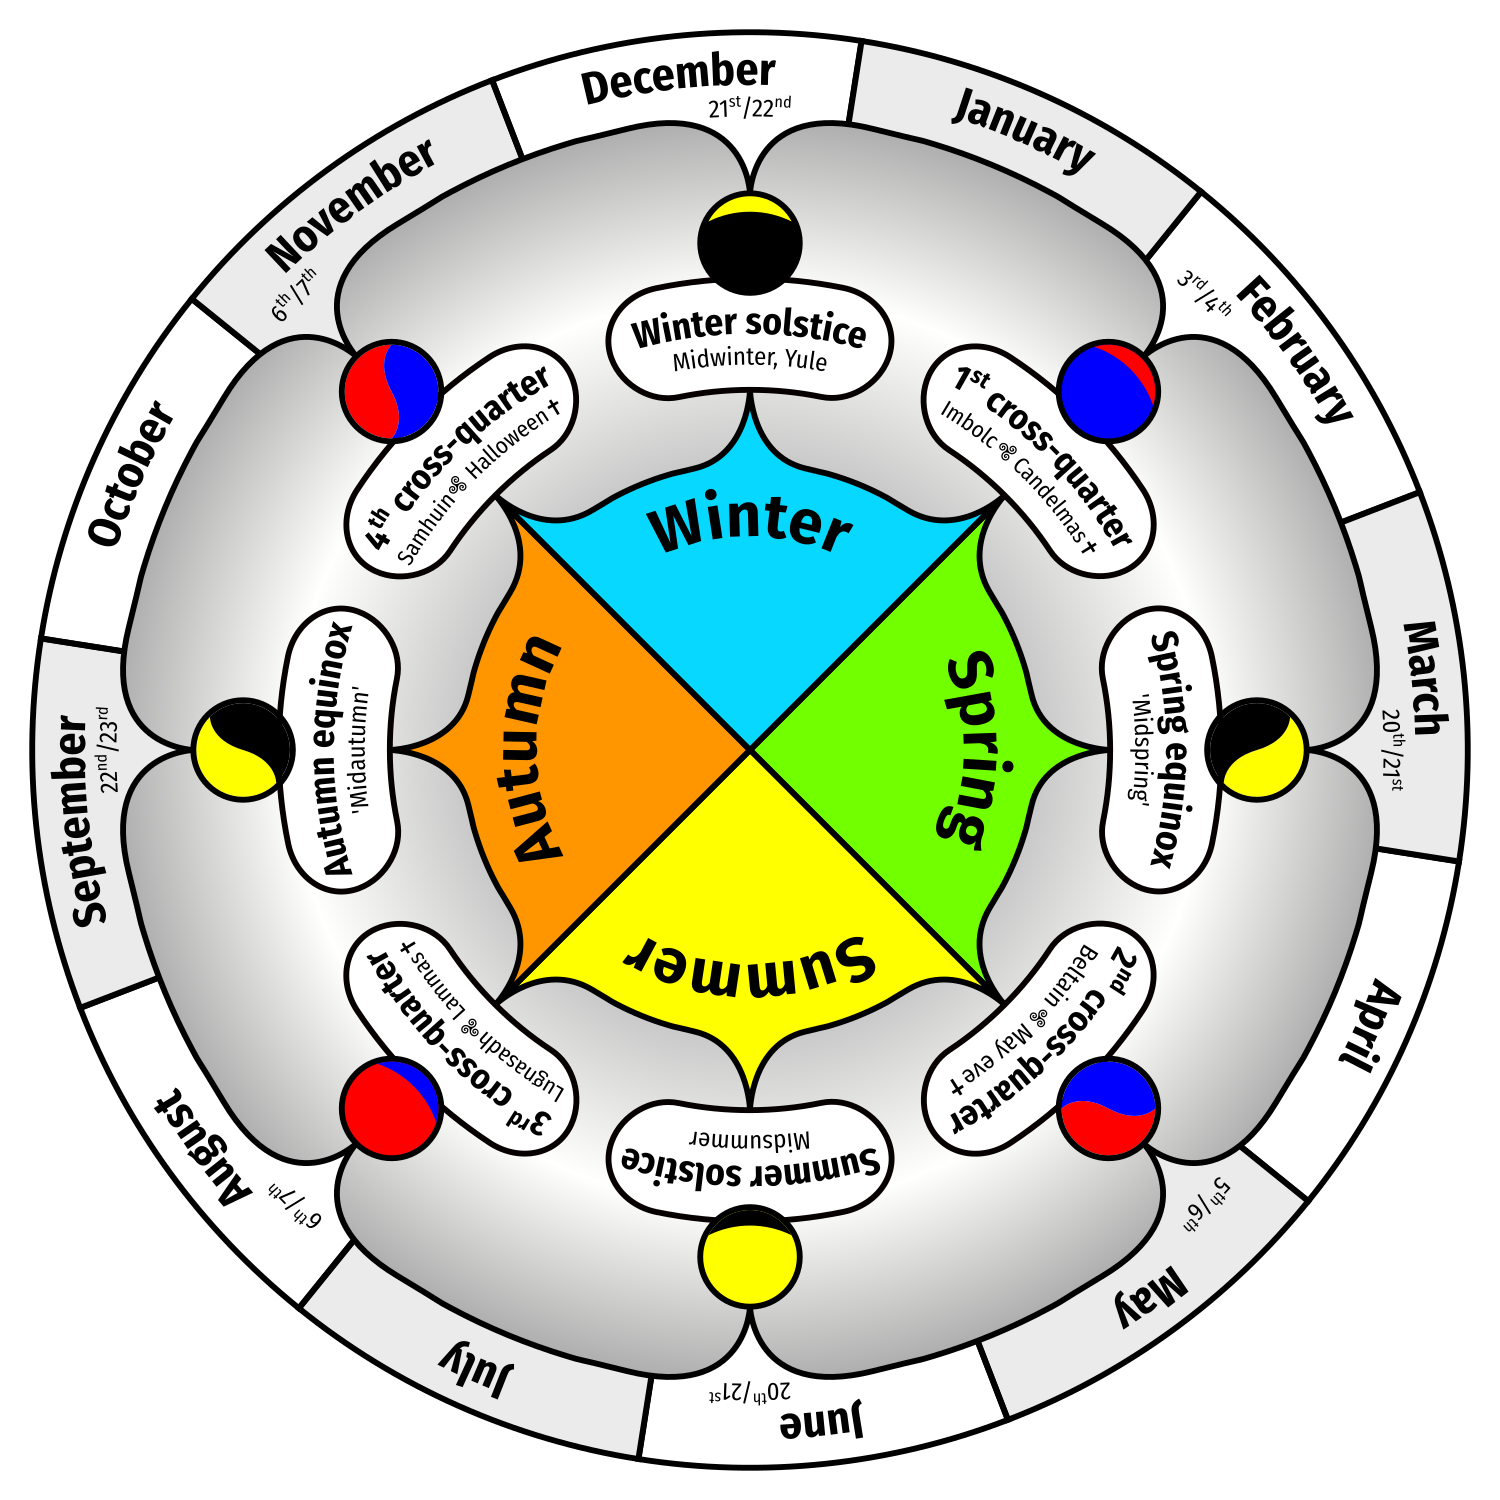 December
21st/22nd
January
February
3rd/4th
March
20th/21st
April
May
5th/6th
June
20th/21st
July
August
6th/7th
September
22nd/23rd
October
November
6th/7th
Winter solstice
Midwinter, Yule
1st cross-quarter
Imbolc Candelmas✝
Spring equinox
'Midspring'
2nd cross-quarter
Beltain May eve✝
Summer solstice
Midsummer
3rd cross-quarter
Lugnasadh Lammas✝
Autumn equinox
'Midautumn'
4th cross-quarter
Samhuin Halloween✝
Winter
Spring
Summer
Autumn